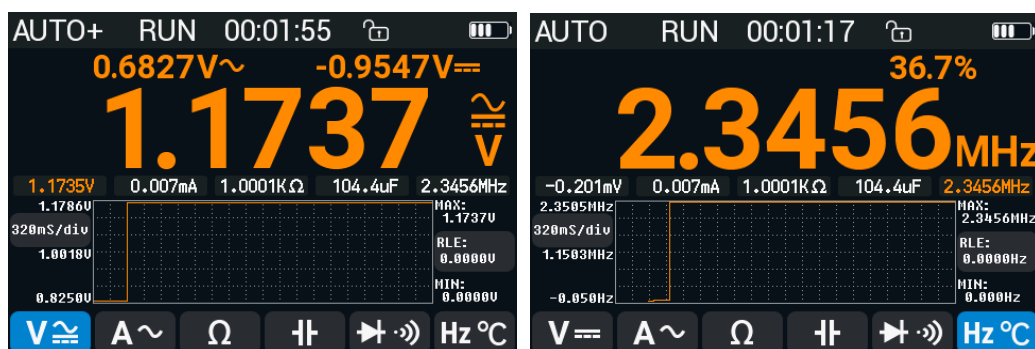 AUTO+ RUN 00:01:55
0.6827V~ -0.9547V⎓
1.1737 V
1.1735V 0.007mA 1.0001KΩ 104.4uF 2.3456MHz
1.1786V
320mS/div
1.0018V
0.8250V
MAX:
1.1737V
RLE:
0.0000V
MIN:
0.0000V
V A~ Ω Hz °C
AUTO RUN 00:01:17
36.7%
2.3456MHz
-0.201mV 0.007mA 1.0001KΩ 104.4uF 2.3456MHz
2.3505MHz
320mS/div
1.1503MHz
-0.050Hz
MAX:
2.3456MHz
RLE:
0.0000Hz
MIN:
0.000Hz
V⎓ A~ Ω Hz °C